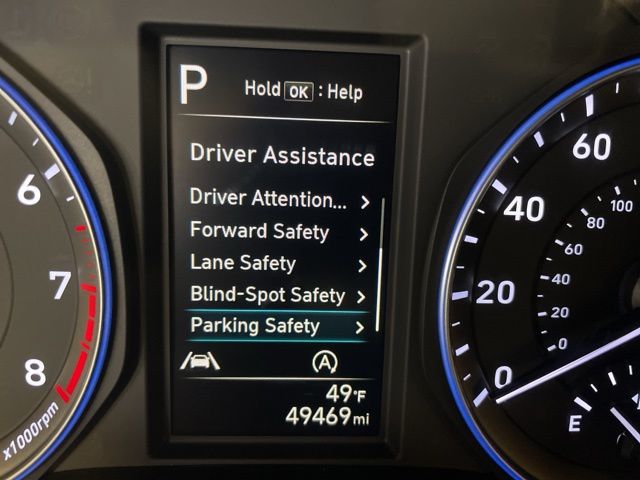 P
Hold OK : Help
Driver Assistance
Driver Attention... >
Forward Safety >
Lane Safety >
Blind-Spot Safety >
Parking Safety >
A
49°F
49469 mi
6
7
8
x1000rpm
60
40
20
0
100
80
60
40
20
0
E